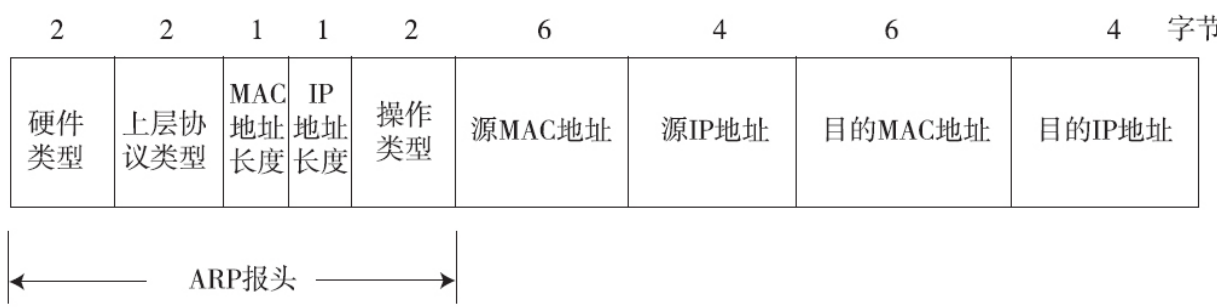 2 2 1 1 2 6 4 6 4 字节
硬件
类型
上层协
议类型
MAC
地址
长度
IP
地址
长度
操作
类型
源MAC地址
源IP地址
目的MAC地址
目的IP地址
ARP报头